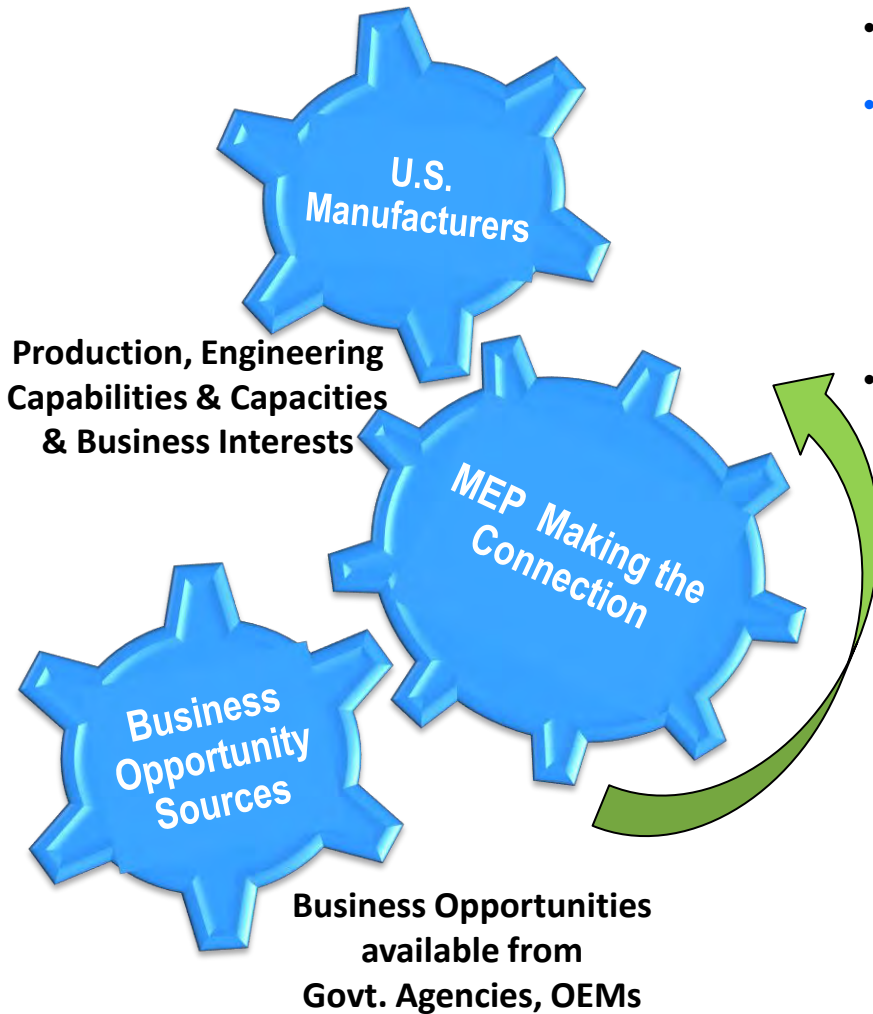 U.S.
Manufacturers
Production, Engineering
Capabilities & Capacities
& Business Interests
MEP Making the
Connection
Business
Opportunity
Sources
Business Opportunities
available from
Govt. Agencies, OEMs